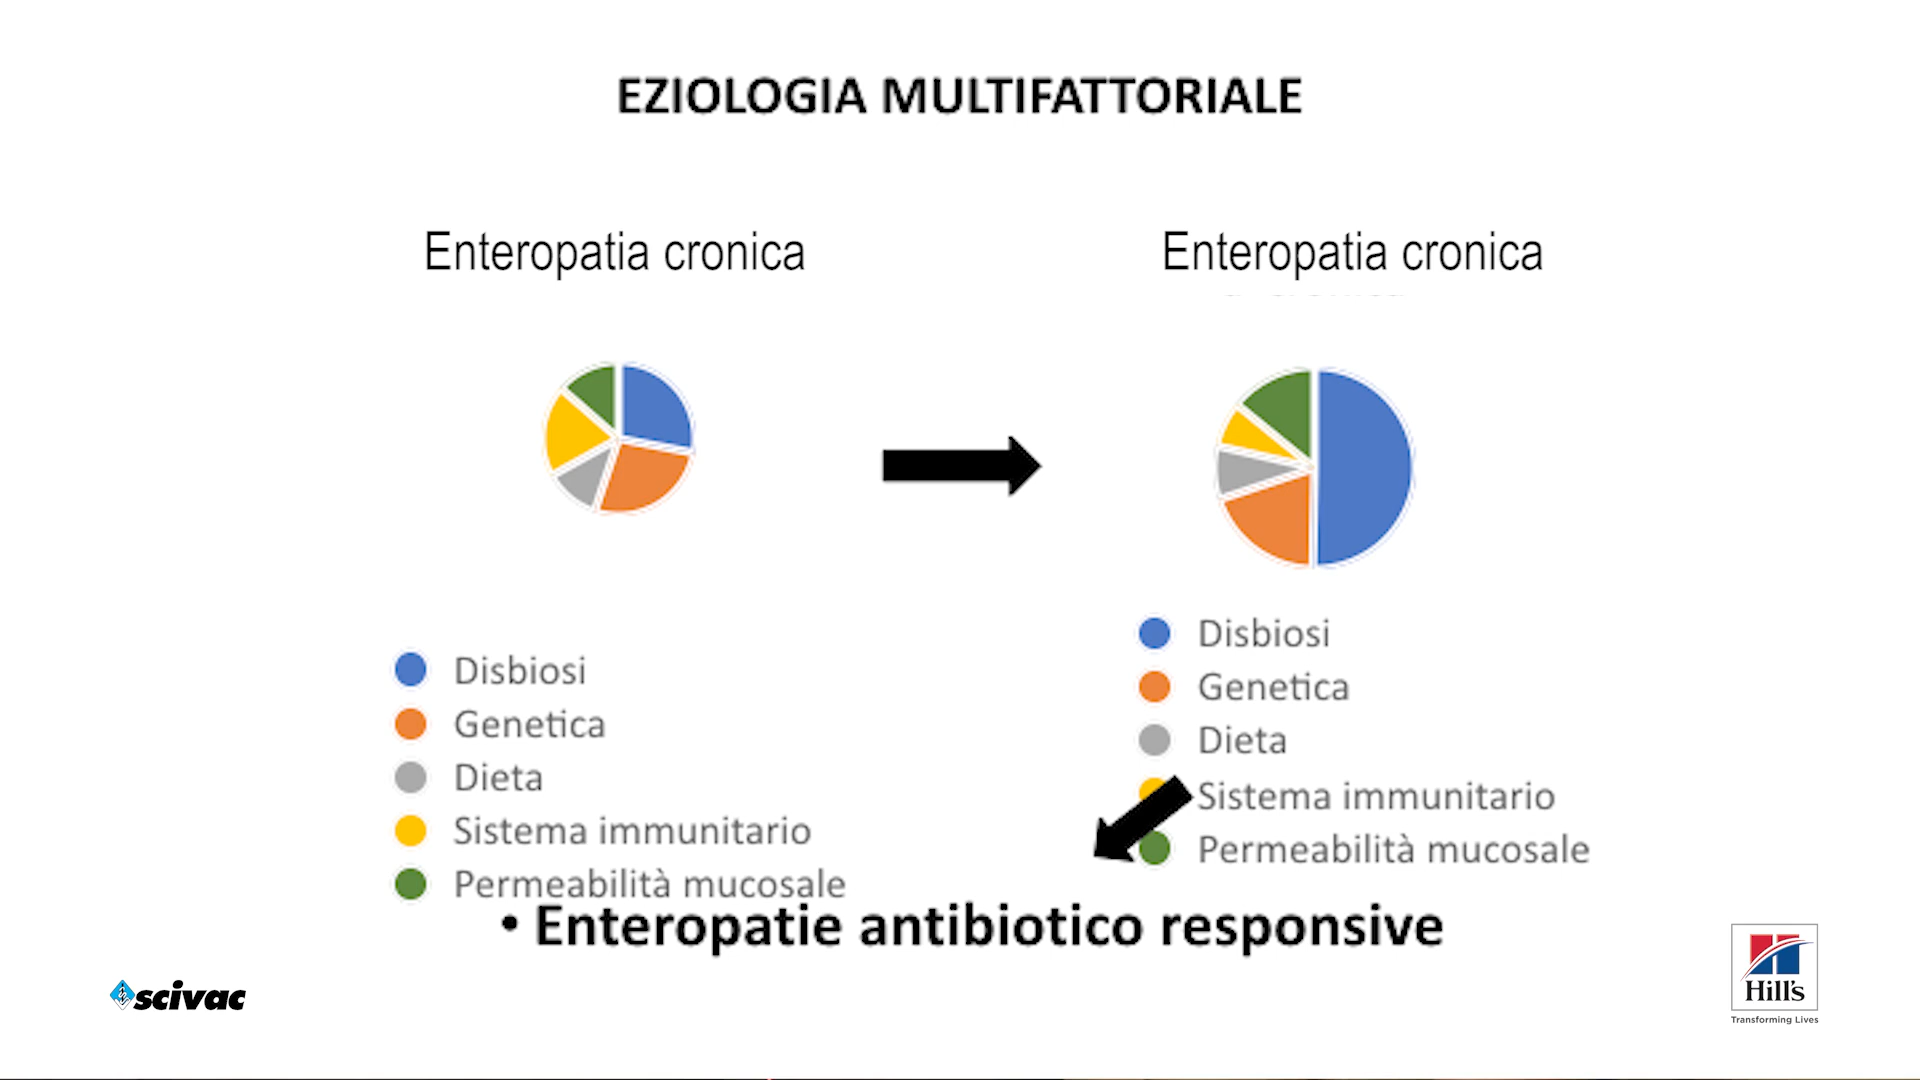 EZIOLOGIA MULTIFATTORIALE
Enteropatia cronica
Disbiosi
Genetica
Dieta
Sistema immunitario
Permeabilità mucosale
Enteropatia cronica
Disbiosi
Genetica
Dieta
Sistema immunitario
Permeabilità mucosale
• Enteropatie antibiotico responsive
scivac
Hill's
Transforming Lives